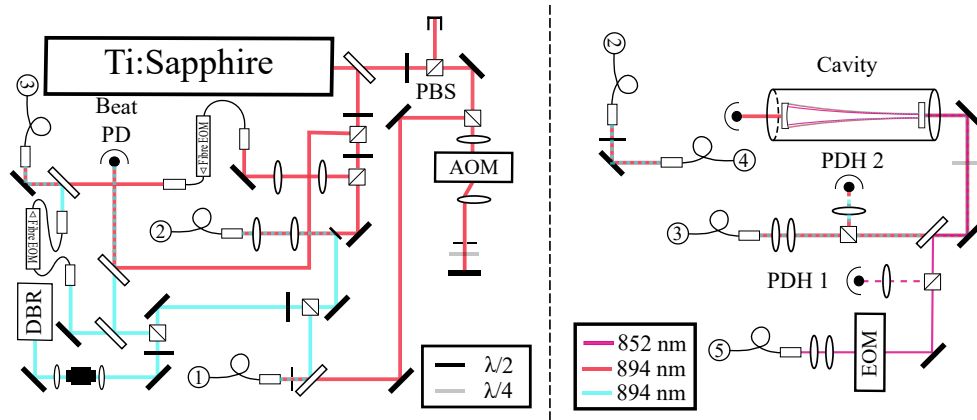 Ti:Sapphire
PBS
3
Beat
PD
Fibre EOM
AOM
Fibre EOM
2
DBR
1
λ/2
λ/4
2
Cavity
4
PDH 2
3
PDH 1
5
EOM
852 nm
894 nm
894 nm